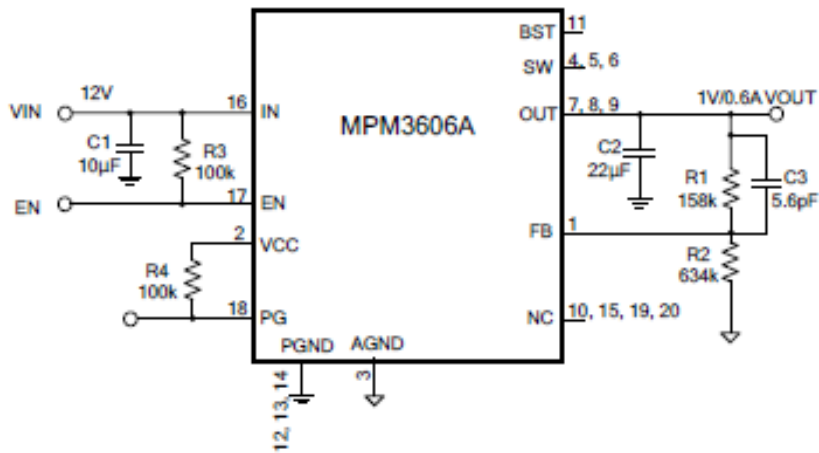 BST 11
SW 4, 5, 6
12V
VIN
16 IN
MPM3606A
OUT 7, 8, 9
1V/0.6A VOUT
C1
10µF
R3
100k
C2
22µF
R1
158k
C3
5.6pF
EN
17 EN
2 VCC
FB 1
R2
634k
R4
100k
18 PG
NC 10, 15, 19, 20
PGND
AGND
12, 13, 14
3